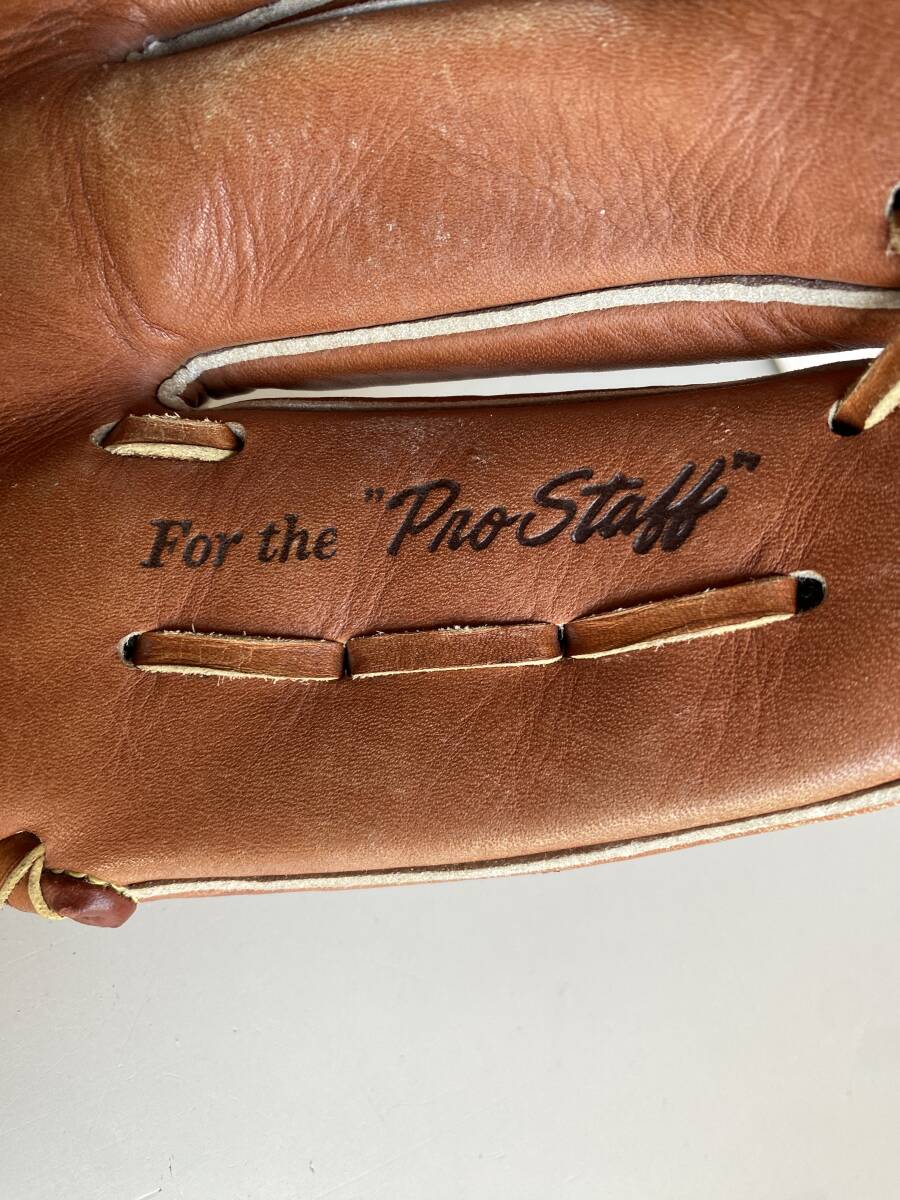 For the "Pro Staff"